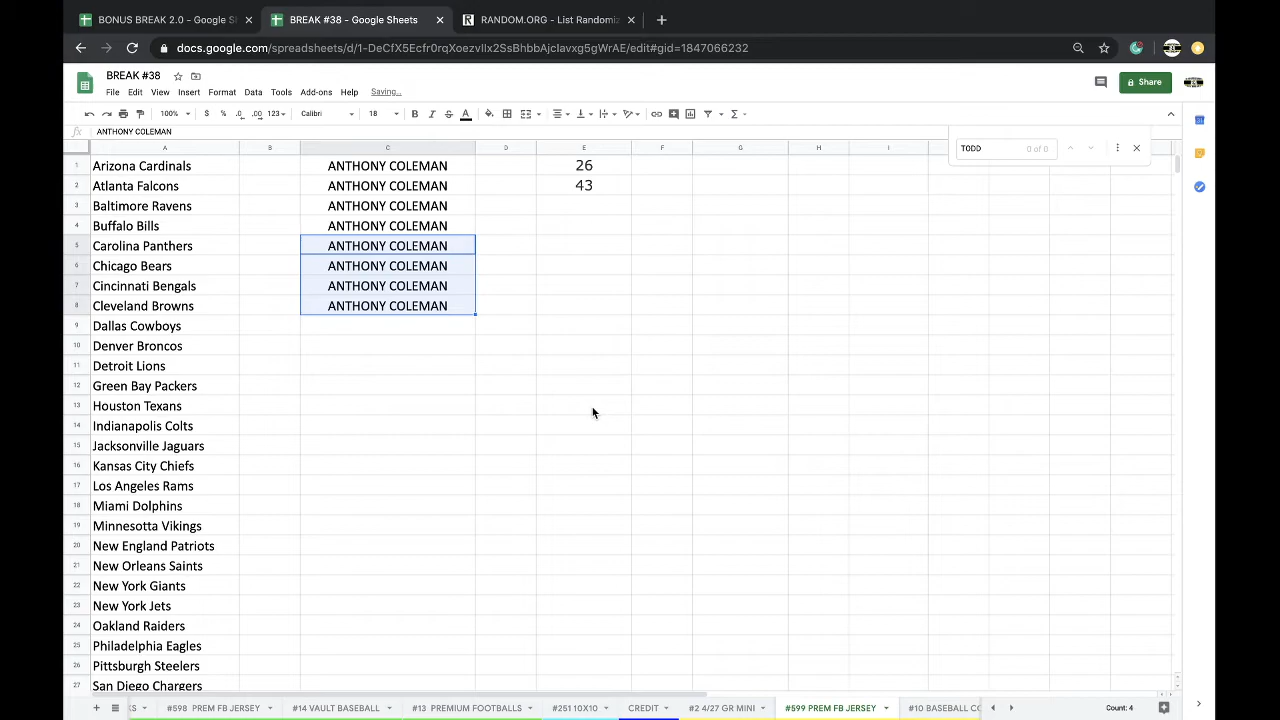 BONUS BREAK 2.0 - Google S
BREAK #38 - Google Sheets
RANDOM.ORG - List Randomiz
docs.google.com/spreadsheets/d/1-DeCfX5Ecfr0rqXoezvIlx2SsBhbbAjcIavxg5gWrAE/edit#gid=1847066232
BREAK #38
File Edit View Insert Format Data Tools Add-ons Help Saving...
Share
100% $ % .0 .00 123 Calibri 18 B I S A
fx ANTHONY COLEMAN
TODD 0 of 0
A B C D E F G H I
1 Arizona Cardinals ANTHONY COLEMAN 26
2 Atlanta Falcons ANTHONY COLEMAN 43
3 Baltimore Ravens ANTHONY COLEMAN
4 Buffalo Bills ANTHONY COLEMAN
5 Carolina Panthers ANTHONY COLEMAN
6 Chicago Bears ANTHONY COLEMAN
7 Cincinnati Bengals ANTHONY COLEMAN
8 Cleveland Browns ANTHONY COLEMAN
9 Dallas Cowboys
10 Denver Broncos
11 Detroit Lions
12 Green Bay Packers
13 Houston Texans
14 Indianapolis Colts
15 Jacksonville Jaguars
16 Kansas City Chiefs
17 Los Angeles Rams
18 Miami Dolphins
19 Minnesota Vikings
20 New England Patriots
21 New Orleans Saints
22 New York Giants
23 New York Jets
24 Oakland Raiders
25 Philadelphia Eagles
26 Pittsburgh Steelers
27 San Diego Chargers
KS #598 PREM FB JERSEY #14 VAULT BASEBALL #13 PREMIUM FOOTBALLS #251 10X10 CREDIT #2 4/27 GR MINI #599 PREM FB JERSEY #10 BASEBALL CO Count: 4